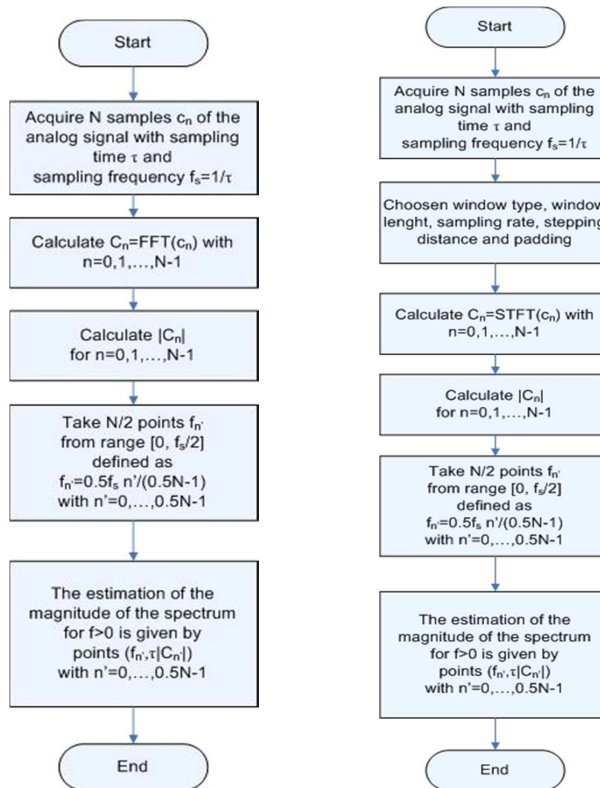 Start
Acquire N samples cₙ of the
analog signal with sampling
time τ and
sampling frequency fₛ=1/τ
Calculate Cₙ=FFT(cₙ) with
n=0,1,...,N-1
Calculate |Cₙ|
for n=0,1,...,N-1
Take N/2 points fₙ'
from range [0, fₛ/2]
defined as
fₙ'=0.5fₛ n'/(0.5N-1)
with n'=0,...,0.5N-1
The estimation of the
magnitude of the spectrum
for f>0 is given by
points (fₙ',τ|Cₙ'|)
with n'=0,...,0.5N-1
End
Start
Acquire N samples cₙ of the
analog signal with sampling
time τ and
sampling frequency fₛ=1/τ
Choosen window type, window
lenght, sampling rate, stepping
distance and padding
Calculate Cₙ=STFT(cₙ) with
n=0,1,...,N-1
Calculate |Cₙ|
for n=0,1,...,N-1
Take N/2 points fₙ'
from range [0, fₛ/2]
defined as
fₙ'=0.5fₛ n'/(0.5N-1)
with n'=0,...,0.5N-1
The estimation of the
magnitude of the spectrum
for f>0 is given by
points (fₙ',τ|Cₙ'|)
with n'=0,...,0.5N-1
End